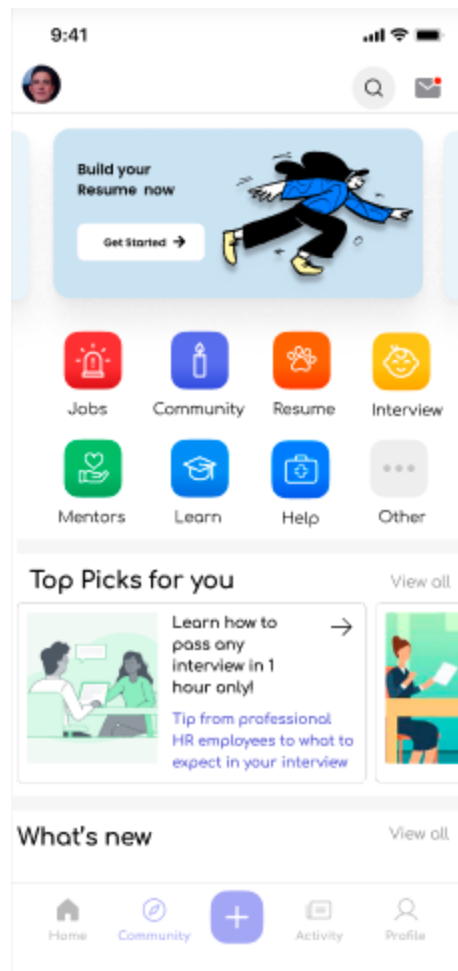 9:41
Build your
Resume now
Get Started →
Jobs
Community
Resume
Interview
Mentors
Learn
Help
Other
Top Picks for you
View all
Learn how to
pass any
interview in 1
hour only!
Tip from professional
HR employees to what to
expect in your interview
What's new
View all
Home
Community
Activity
Profile